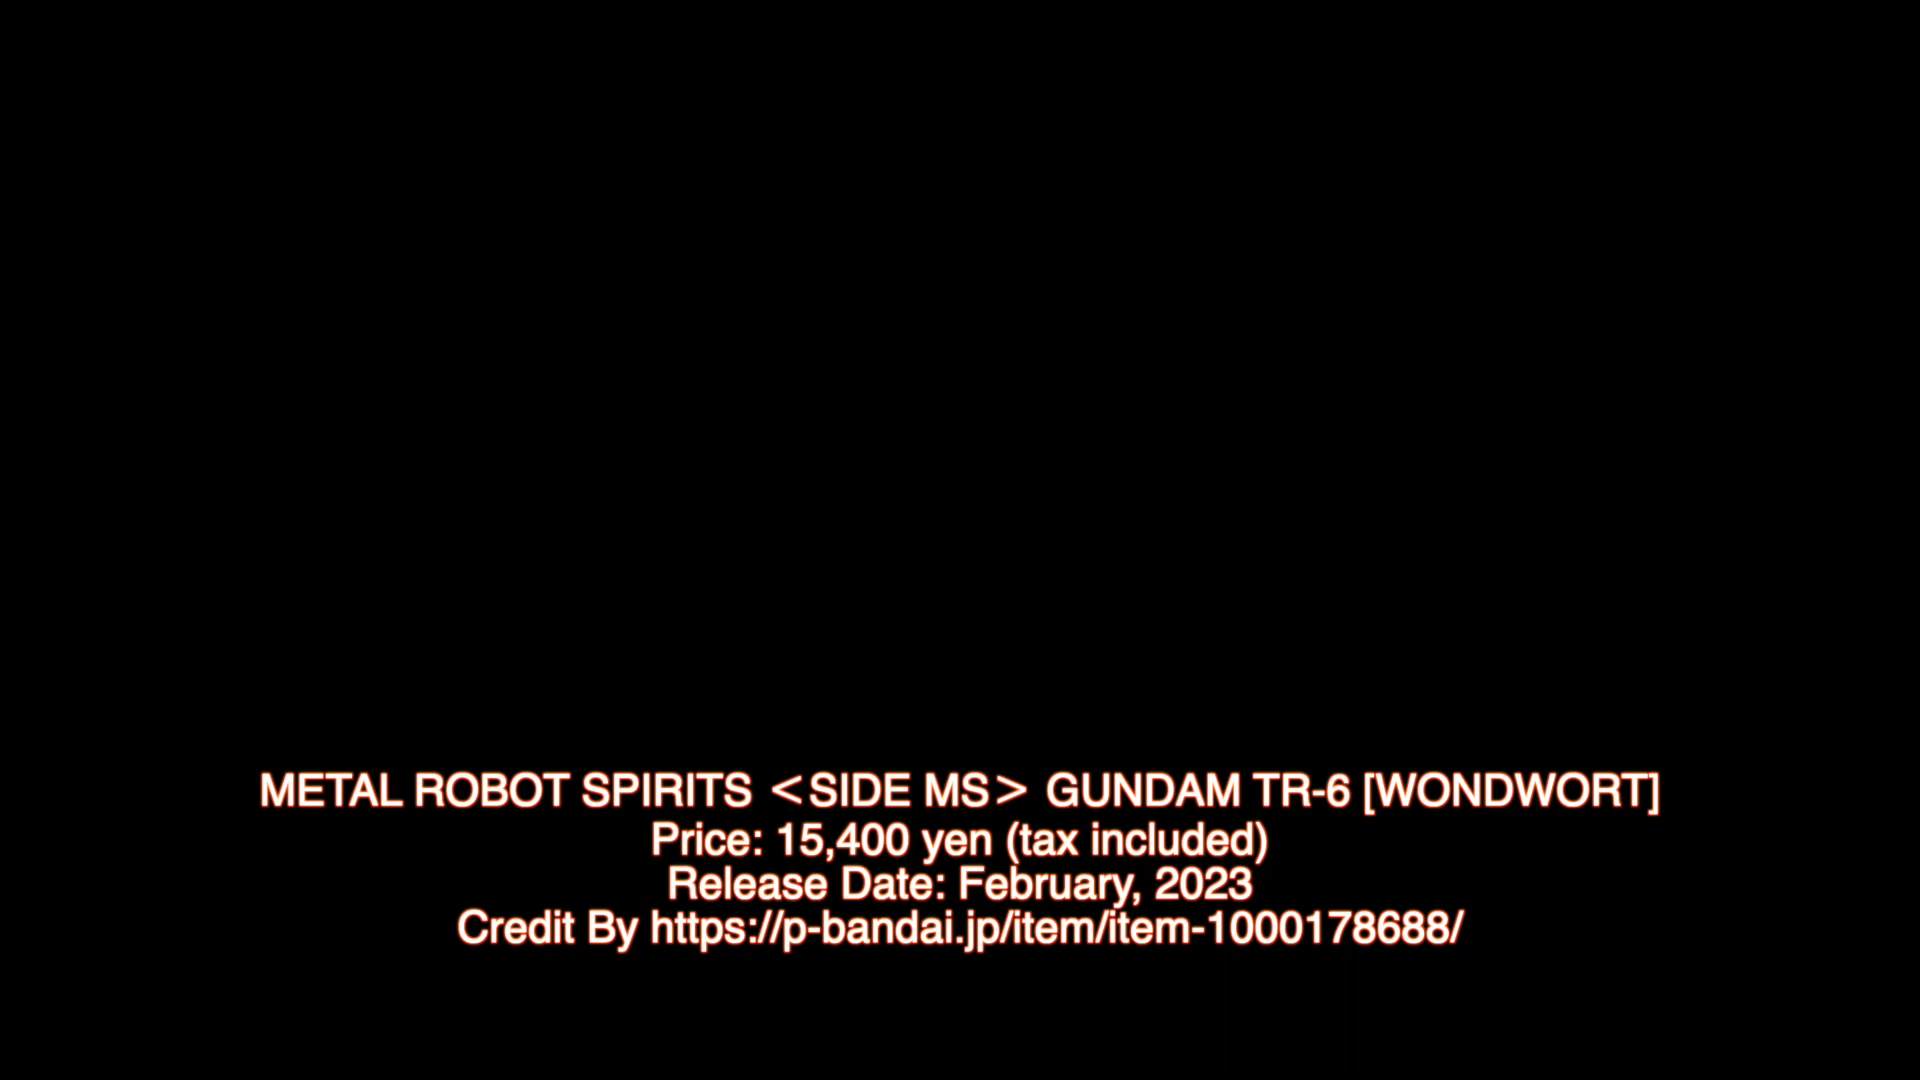 METAL ROBOT SPIRITS ＜SIDE MS＞ GUNDAM TR-6 [WONDWORT]
Price: 15,400 yen (tax included)
Release Date: February, 2023
Credit By https://p-bandai.jp/item/item-1000178688/